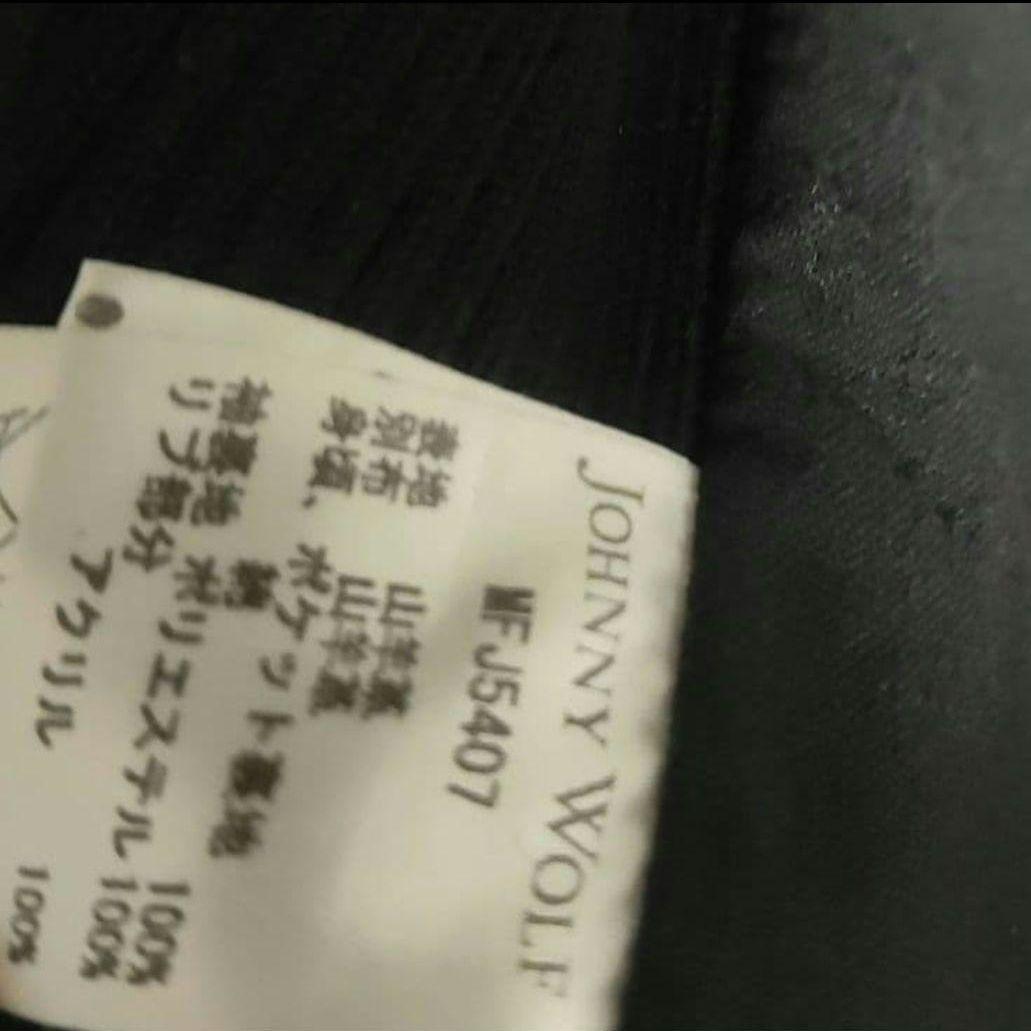 JOHNNY WOLF
WFJ5407
表地 山羊革
別布 山羊革
身頃、ポケット裏地
綿 100%
袖裏地 ポリエステル 100%
リブ部分
アクリル 100%